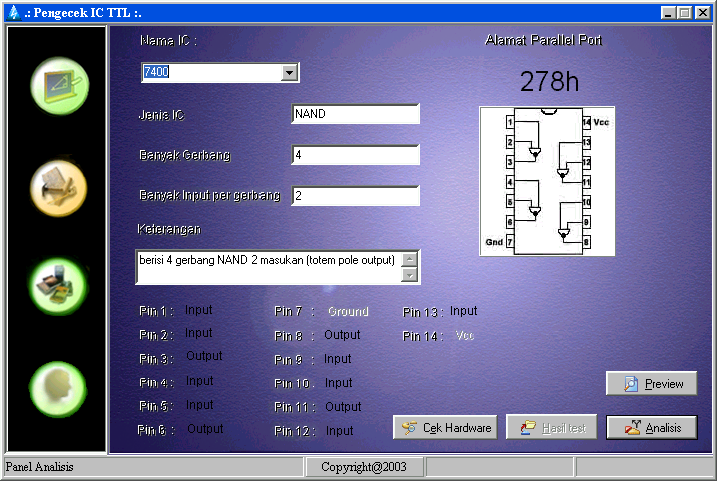 .: Pengecek IC TTL :.
Nama IC :
7400
Alamat Parallel Port
278h
Jenis IC
NAND
Banyak Gerbang
4
Banyak Input per gerbang
2
Keterangan
berisi 4 gerbang NAND 2 masukan (totem pole output)
1 14 Vcc
2 13
3 12
4 11
5 10
6 9
Gnd 7 8
Pin 1 : Input
Pin 2 : Input
Pin 3 : Output
Pin 4 : Input
Pin 5 : Input
Pin 6 : Output
Pin 7 : Ground
Pin 8 : Output
Pin 9 : Input
Pin 10 . Input
Pin 11 : Output
Pin 12 : Input
Pin 13 : Input
Pin 14 : Vcc
Preview
Cek Hardware
Hasil test
Analisis
Panel Analisis
Copyright@2003